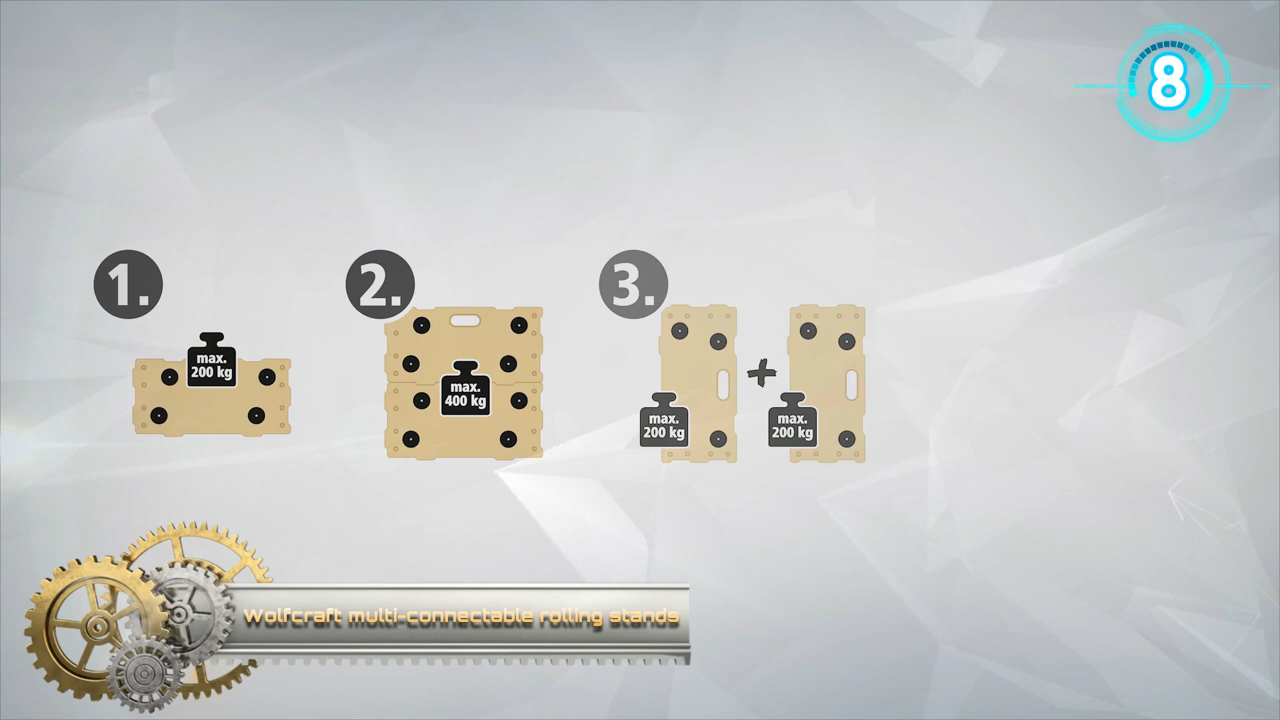 8
1.
max.
200 kg
2.
max.
400 kg
3.
max.
200 kg
+
max.
200 kg
Wolfcraft multi-connectable rolling stands